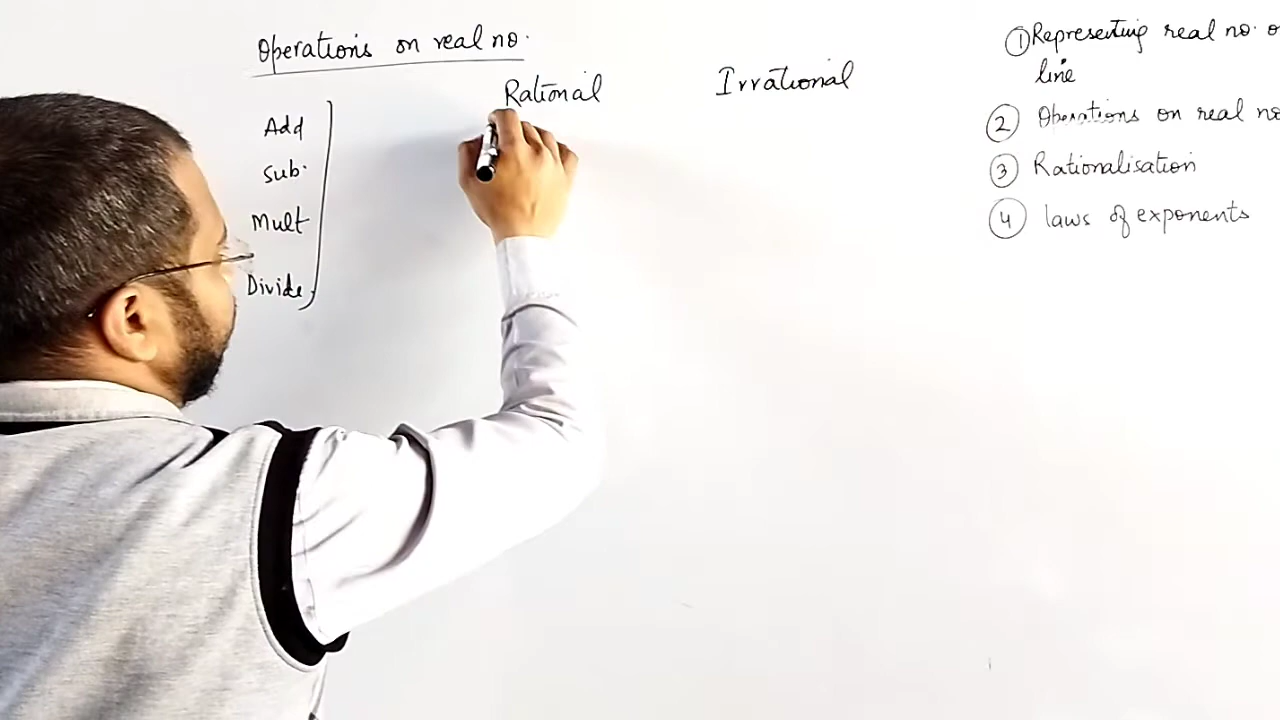 Operations on real no.
Rational Irrational
Add
Sub.
Mult
Divide
① Representing real no. o
line
② Operations on real no
③ Rationalisation
④ laws of exponents